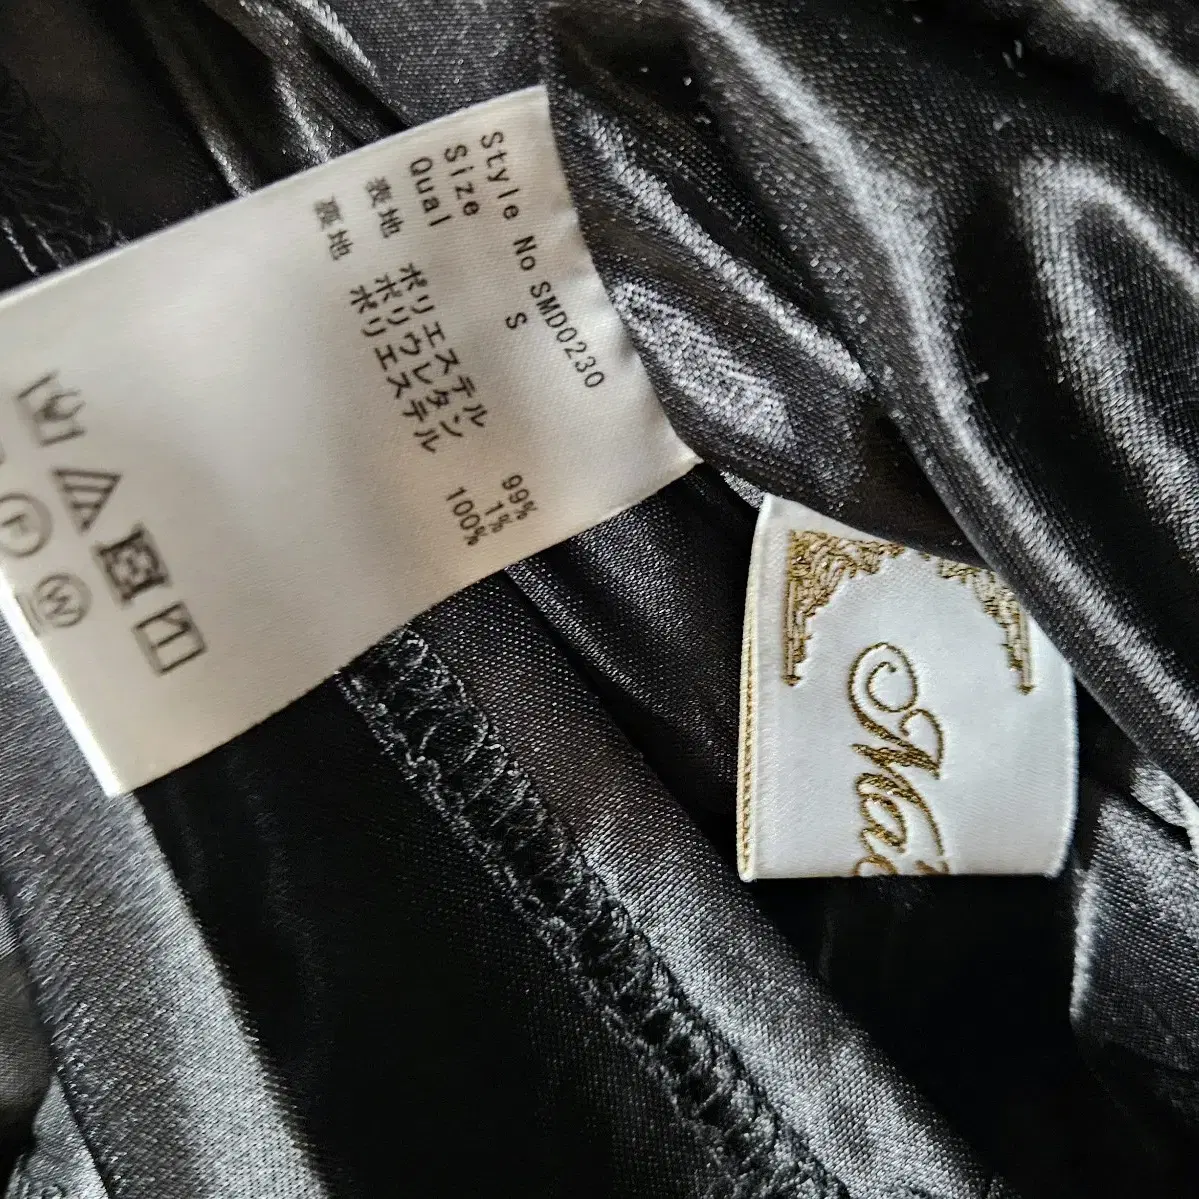 Style No SMD0230
Size S
Qual
表地 ポリエステル 99%
ポリウレタン 1%
裏地 ポリエステル 100%
F
W